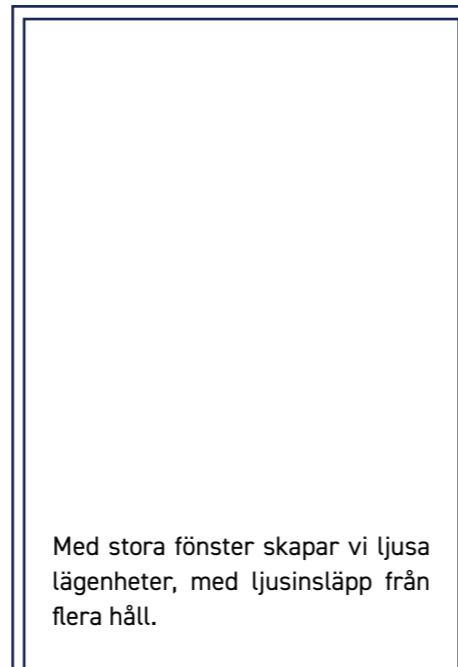 Med stora fönster skapar vi ljusa
lägenheter, med ljusinsläpp från
flera håll.